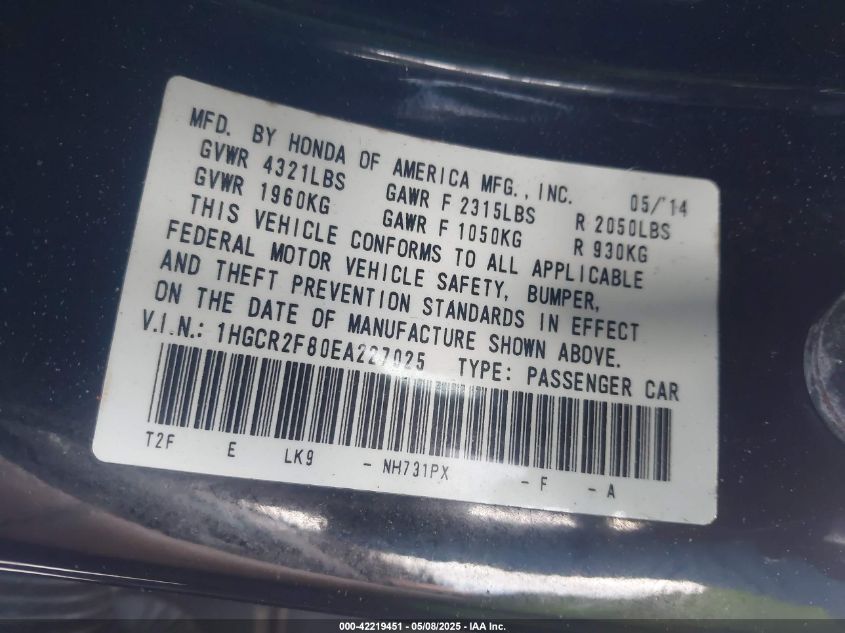 MFD. BY HONDA OF AMERICA MFG., INC. 05/'14
GVWR 4321LBS GAWR F 2315LBS R 2050LBS
GVWR 1960KG GAWR F 1050KG R 930KG
THIS VEHICLE CONFORMS TO ALL APPLICABLE
FEDERAL MOTOR VEHICLE SAFETY, BUMPER,
AND THEFT PREVENTION STANDARDS IN EFFECT
ON THE DATE OF MANUFACTURE SHOWN ABOVE.
V.I.N.: 1HGCR2F80EA227025 TYPE: PASSENGER CAR
T2F E LK9 - NH731PX - F - A
000-42219451 - 05/08/2025 - IAA Inc.